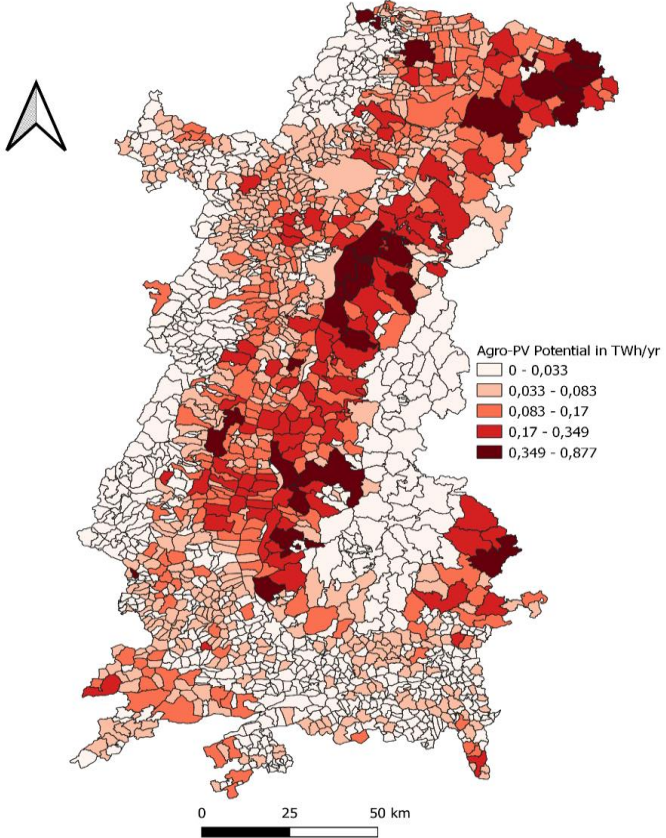 Agro-PV Potential in TWh/yr
0 - 0,033
0,033 - 0,083
0,083 - 0,17
0,17 - 0,349
0,349 - 0,877
0 25 50 km